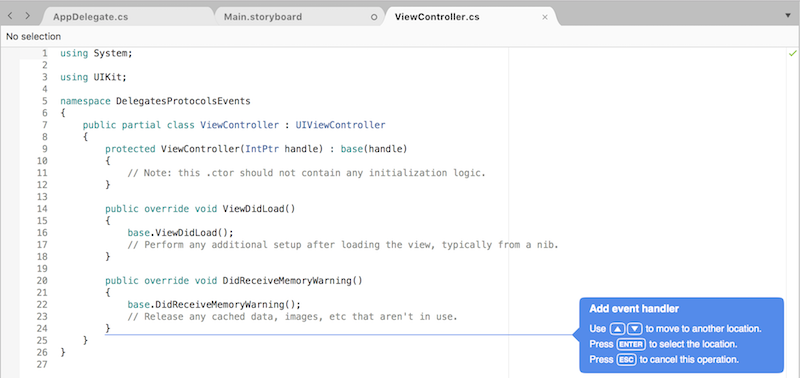 AppDelegate.cs Main.storyboard ViewController.cs
No selection
1 using System;
2
3 using UIKit;
4
5 namespace DelegatesProtocolsEvents
6 {
7     public partial class ViewController : UIViewController
8     {
9         protected ViewController(IntPtr handle) : base(handle)
10         {
11             // Note: this .ctor should not contain any initialization logic.
12         }
13
14         public override void ViewDidLoad()
15         {
16             base.ViewDidLoad();
17             // Perform any additional setup after loading the view, typically from a nib.
18         }
19
20         public override void DidReceiveMemoryWarning()
21         {
22             base.DidReceiveMemoryWarning();
23             // Release any cached data, images, etc that aren't in use.
24         }
25     }
26 }
27
Add event handler
Use ▲ ▼ to move to another location.
Press ENTER to select the location.
Press ESC to cancel this operation.